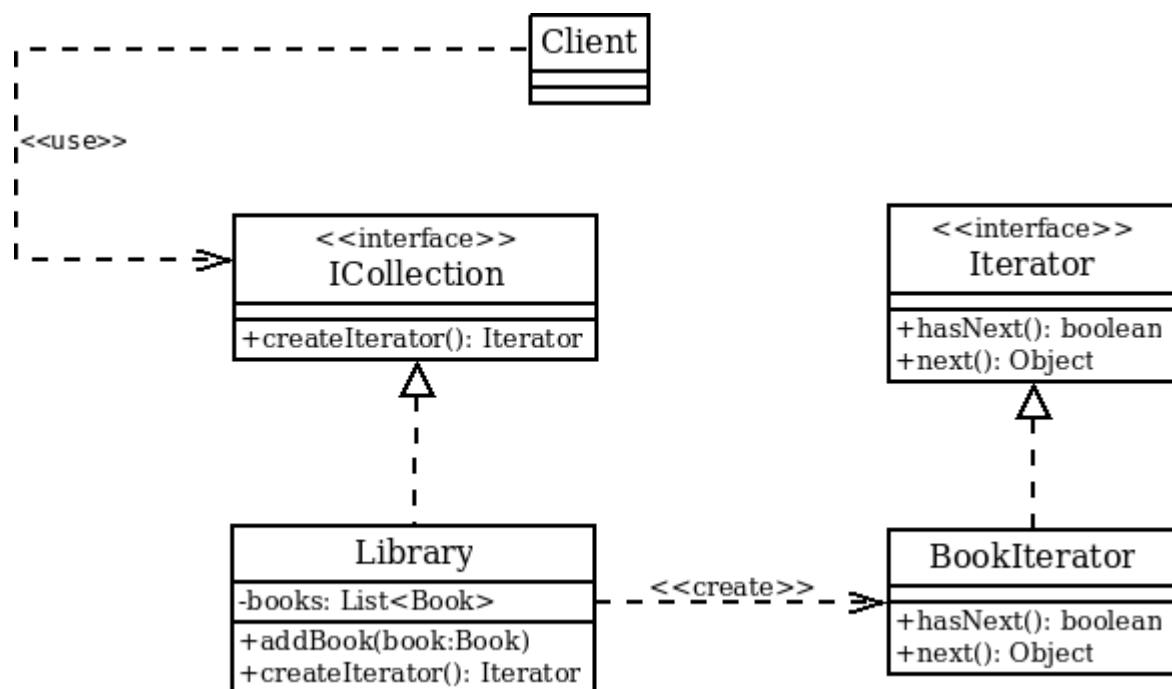 Client
<<use>>
<<interface>>
ICollection
+createIterator(): Iterator
<<interface>>
Iterator
+hasNext(): boolean
+next(): Object
Library
-books: List<Book>
+addBook(book:Book)
+createIterator(): Iterator
<<create>>
BookIterator
+hasNext(): boolean
+next(): Object